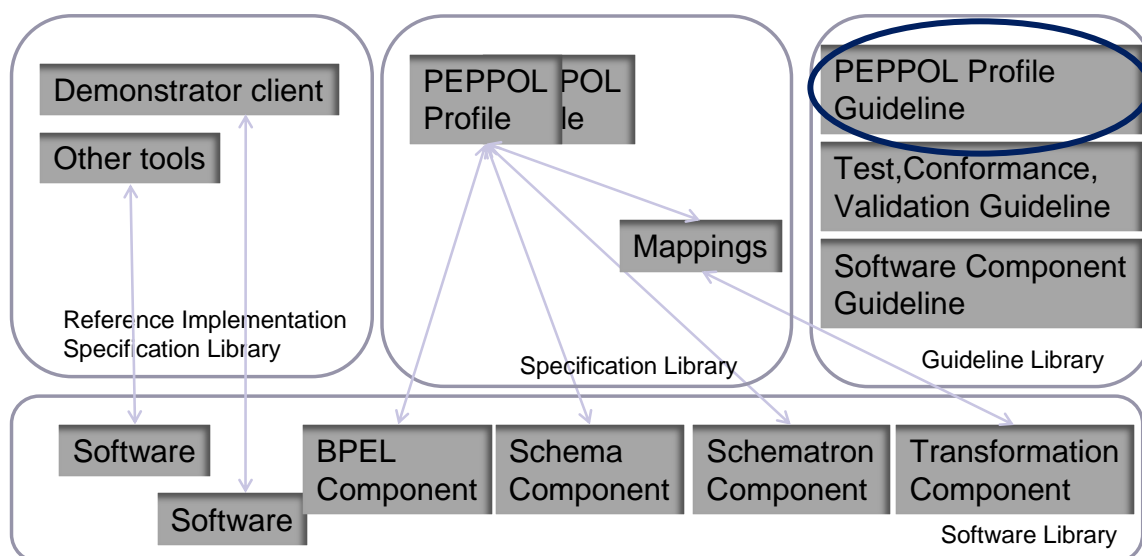 Demonstrator client
Other tools
Reference Implementation
Specification Library
PEPPOL
Profile
POL
le
Mappings
Specification Library
PEPPOL Profile
Guideline
Test,Conformance,
Validation Guideline
Software Component
Guideline
Guideline Library
Software
Software
BPEL
Component
Schema
Component
Schematron
Component
Transformation
Component
Software Library